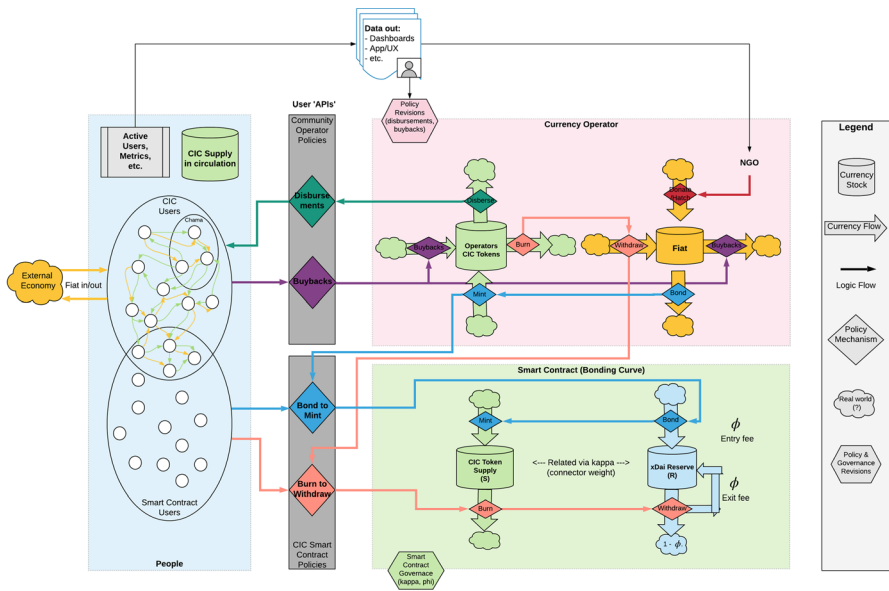 Data out:
- Dashboards
- App/UX
- etc.
User 'APIs'
Community
Operator
Policies
Policy
Revisions
(disbursements,
buybacks)
Currency Operator
Legend
Active
Users,
Metrics,
etc.
CIC Supply
in circulation
NGO
Currency
Stock
CIC
Users
Chama
Disburse
ments
Disburse
Donate
Hatch
Currency Flow
Buybacks
Operators
CIC Tokens
Burn
Withdraw
Fiat
Buybacks
External
Economy
Fiat in/out
Buybacks
Mint
Bond
Logic Flow
Policy
Mechanism
Smart Contract (Bonding Curve)
Bond to
Mint
Mint
Bond
ϕ
Entry fee
Real world
(?)
CIC Token
Supply
(S)
<--- Related via kappa --->
(connector weight)
xDai Reserve
(R)
Policy &
Governance
Revisions
Burn to
Withdraw
Burn
Withdraw
ϕ
Exit fee
Smart Contract
Users
CIC Smart
Contract
Policies
1 - ϕ
People
Smart
Contract
Governace
(kappa, phi)